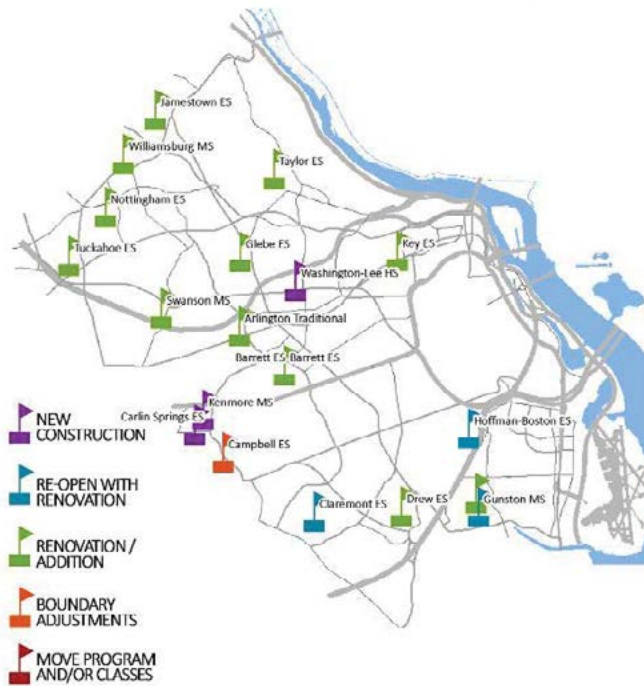 Jamestown ES
Williamsburg MS
Taylor ES
Nottingham ES
Tuckahoe ES
Glebe ES
Key ES
Washington-Lee HS
Swanson MS
Arlington Traditional
Barrett ES Barrett ES
Kenmore MS
Carlin Springs ES
Campbell ES
Hoffman-Boston ES
Claremont ES
Drew ES
Gunston MS
NEW
CONSTRUCTION
RE-OPEN WITH
RENOVATION
RENOVATION /
ADDITION
BOUNDARY
ADJUSTMENTS
MOVE PROGRAM
AND/OR CLASSES